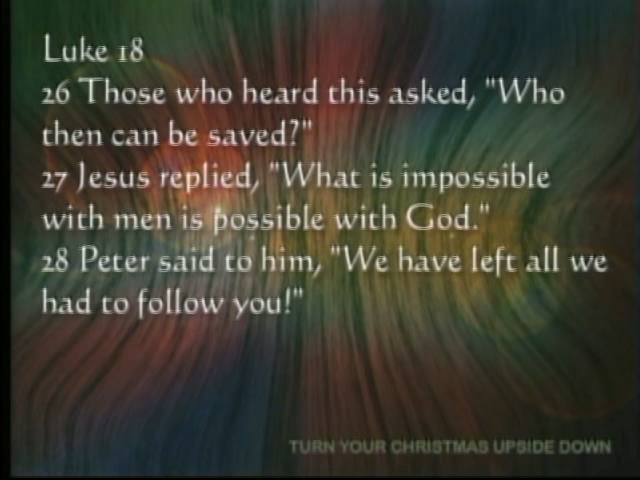 Luke 18
26 Those who heard this asked, "Who
then can be saved?"
27 Jesus replied, "What is impossible
with men is possible with God."
28 Peter said to him, "We have left all we
had to follow you!"
TURN YOUR CHRISTMAS UPSIDE DOWN